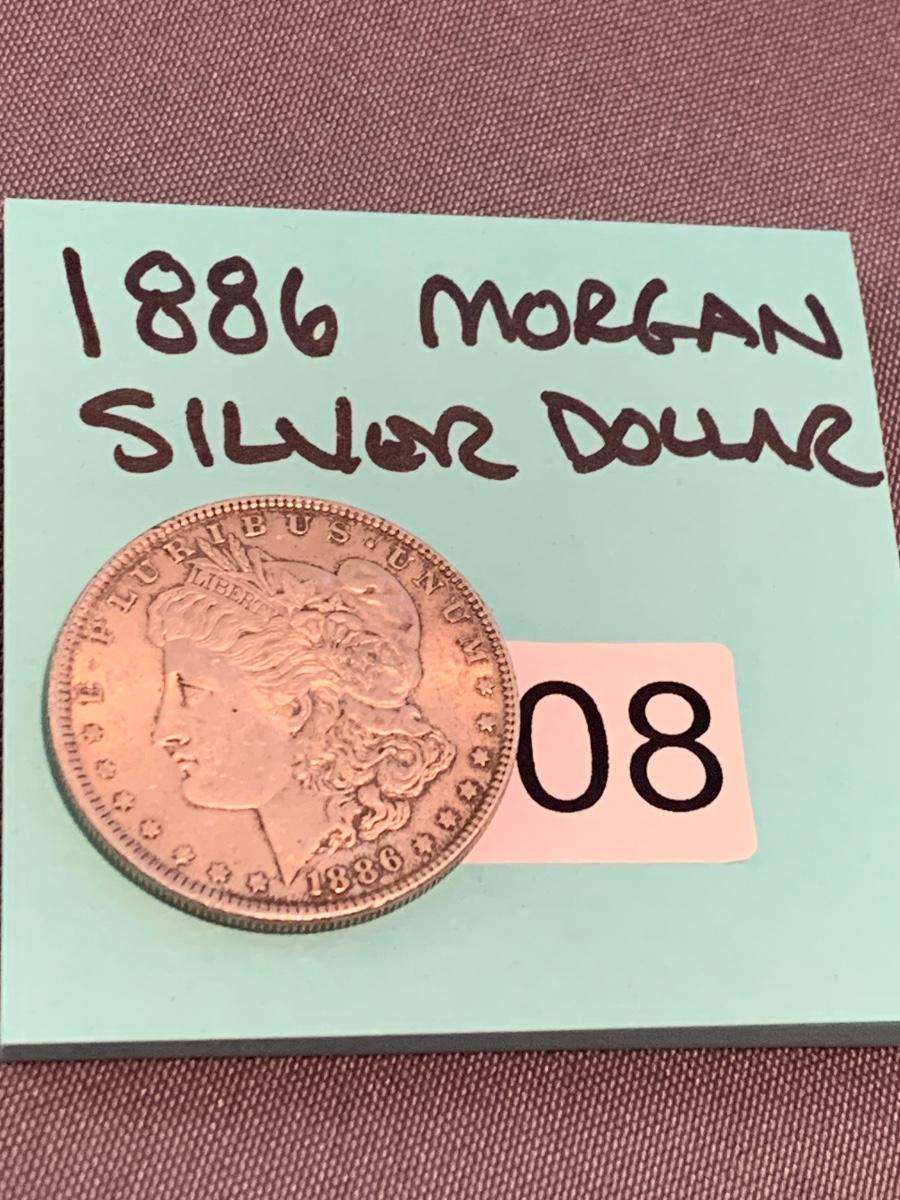 1886 MORGAN
SILVER DOLLAR
E · PLURIBUS · UNUM
LIBERTY
1886
08